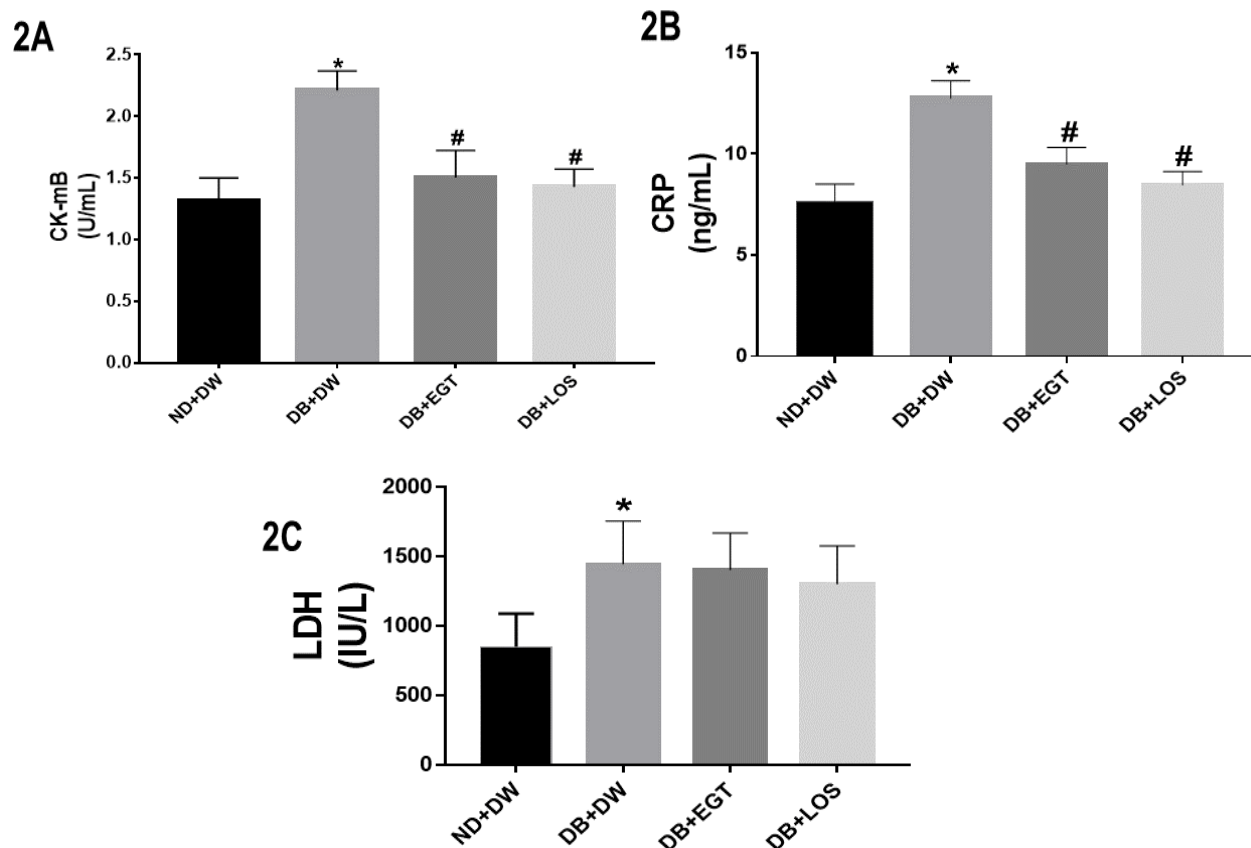 2A
CK-mB
(U/mL)
2.5
2.0
1.5
1.0
0.5
0.0
*
#
#
ND+DW
DB+DW
DB+EGT
DB+LOS
2B
CRP
(ng/mL)
15
10
5
0
*
#
#
ND+DW
DB+DW
DB+EGT
DB+LOS
2C
LDH
(IU/L)
2000
1500
1000
500
0
*
ND+DW
DB+DW
DB+EGT
DB+LOS